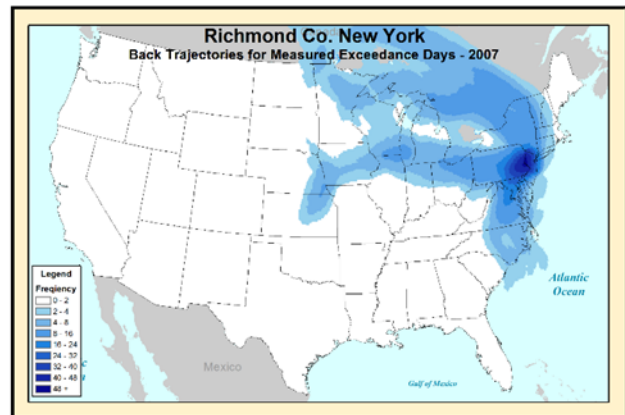 Richmond Co. New York
Back Trajectories for Measured Exceedance Days - 2007
Atlantic
Ocean
Legend
Freqiency
0 - 2
2 - 4
4 - 8
8 - 16
16 - 24
24 - 32
32 - 40
40 - 48
48 +
Mexico
Gulf of Mexico